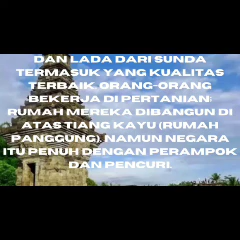 DAN LADA DARI SUNDA
TERMASUK YANG KUALITAS
TERBAIK. ORANG-ORANG
BEKERJA DI PERTANIAN;
RUMAH MEREKA DIBANGUN DI
ATAS TIANG KAYU (RUMAH
PANGGUNG). NAMUN NEGARA
ITU PENUH DENGAN PERAMPOK
DAN PENCURI.